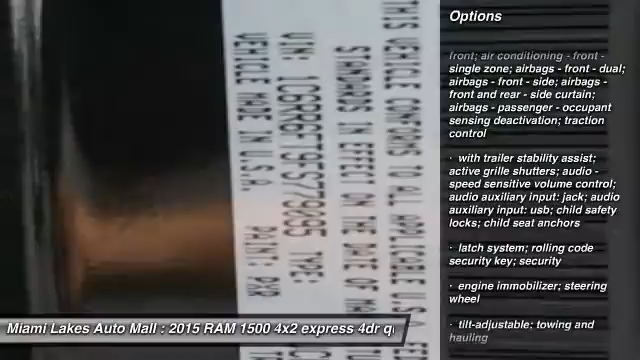 Options
front; air conditioning - front -
single zone; airbags - front - dual;
airbags - front - side; airbags -
front and rear - side curtain;
airbags - passenger - occupant
sensing deactivation; traction
control
· with trailer stability assist;
active grille shutters; audio -
speed sensitive volume control;
audio auxiliary input: jack; audio
auxiliary input: usb; child safety
locks; child seat anchors
· latch system; rolling code
security key; security
· engine immobilizer; steering
wheel
· tilt-adjustable; towing and
hauling
THIS VEHICLE CONFORMS TO ALL APPLICABLE U.S.A. FE
STANDARDS IN EFFECT ON THE DATE OF MA
VIN: TYPE:
VEHICLE MADE IN U.S.A. PAINT: PXR
Miami Lakes Auto Mall : 2015 RAM 1500 4x2 express 4dr q